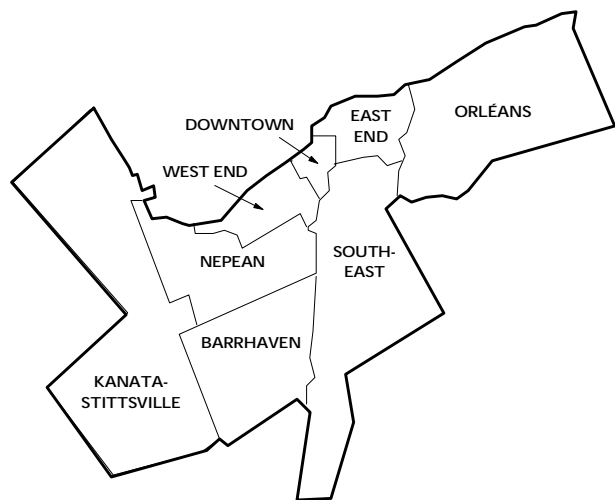 EAST
END
ORLÉANS
DOWNTOWN
WEST END
NEPEAN
SOUTH-
EAST
BARRHAVEN
KANATA-
STITTSVILLE